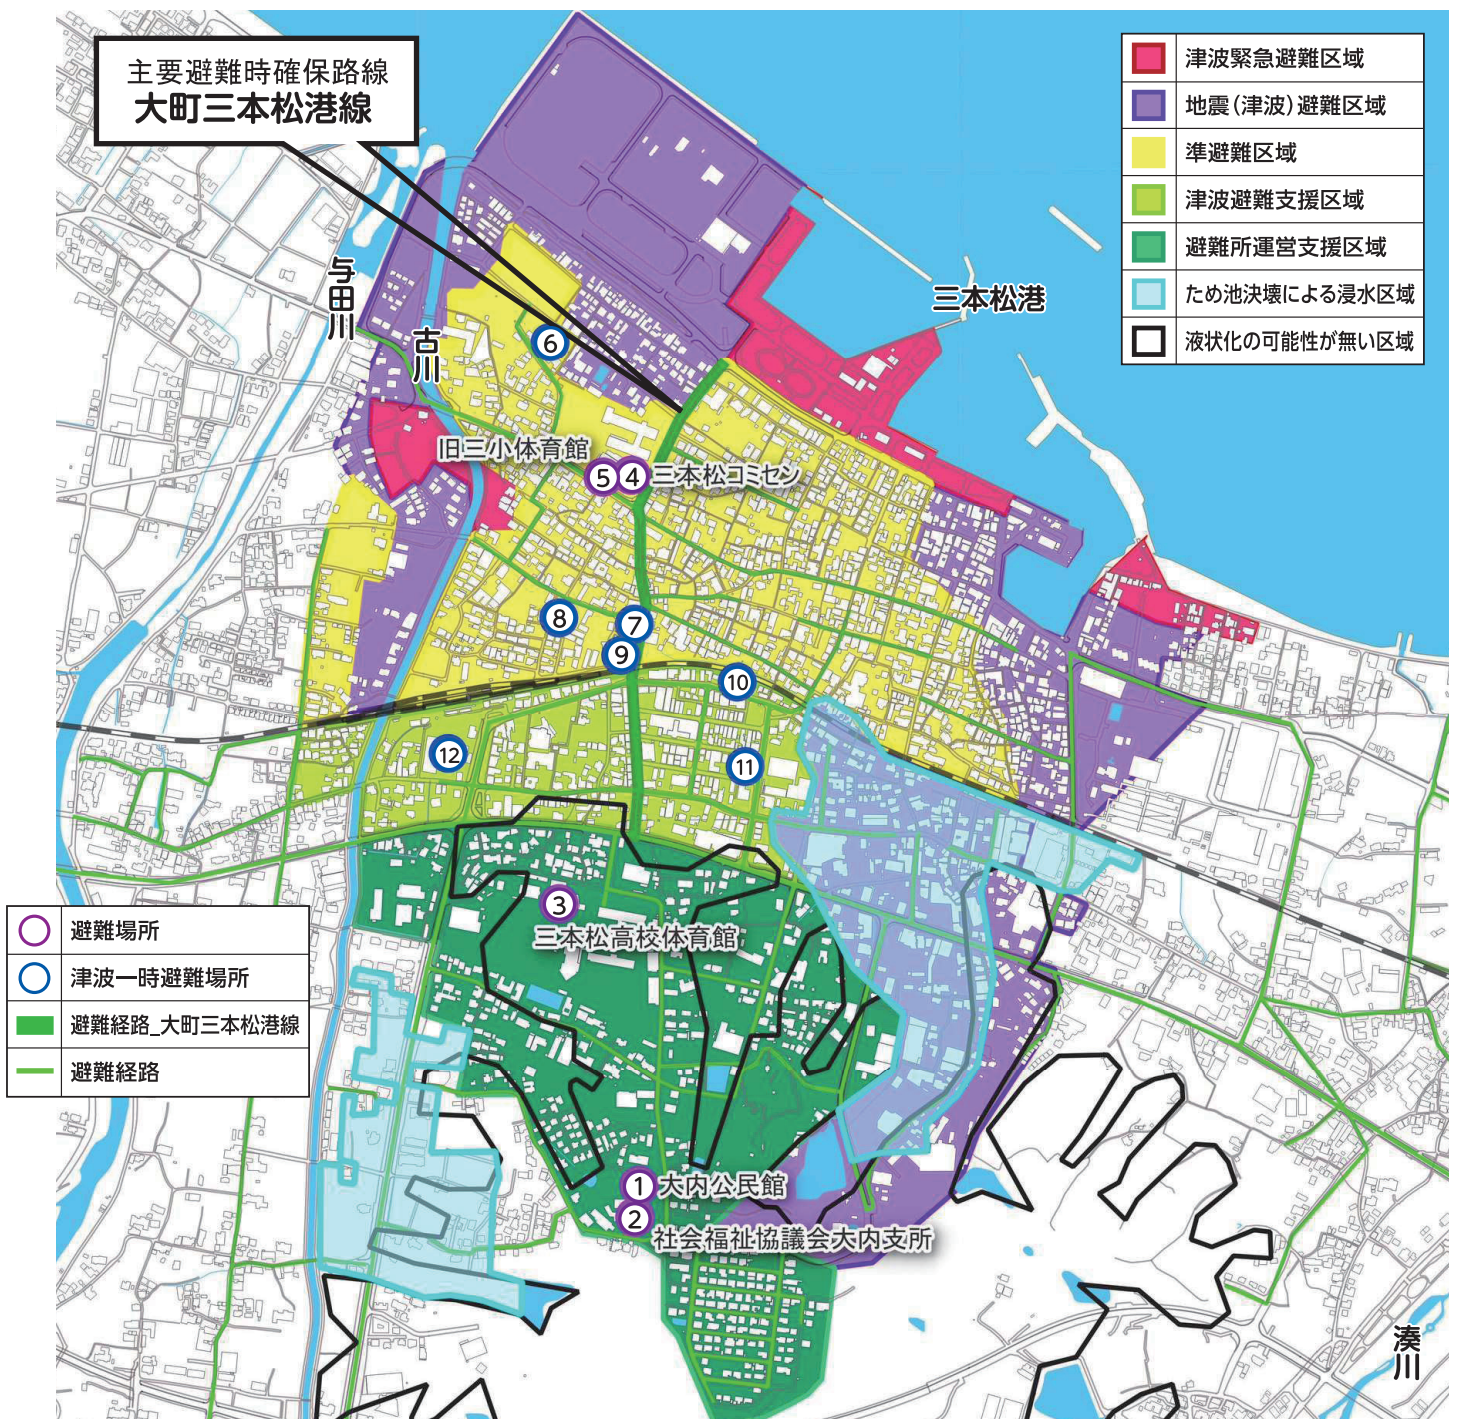 主要避難時確保路線
大町三本松港線
津波緊急避難区域
地震(津波)避難区域
準避難区域
津波避難支援区域
避難所運営支援区域
ため池決壊による浸水区域
液状化の可能性が無い区域
与田川
古川
三本松港
6
旧三小体育館
5
4
三本松コミセン
8
7
9
10
12
11
3
三本松高校体育館
避難場所
津波一時避難場所
避難経路_大町三本松港線
避難経路
1
大内公民館
2
社会福祉協議会大内支所
湊川